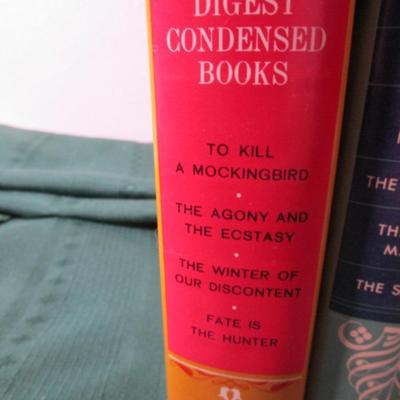 DIGEST
CONDENSED
BOOKS
TO KILL
A MOCKINGBIRD
•
THE AGONY AND
THE ECSTASY
•
THE WINTER OF
OUR DISCONTENT
•
FATE IS
THE HUNTER
THE
TH
M
THE S